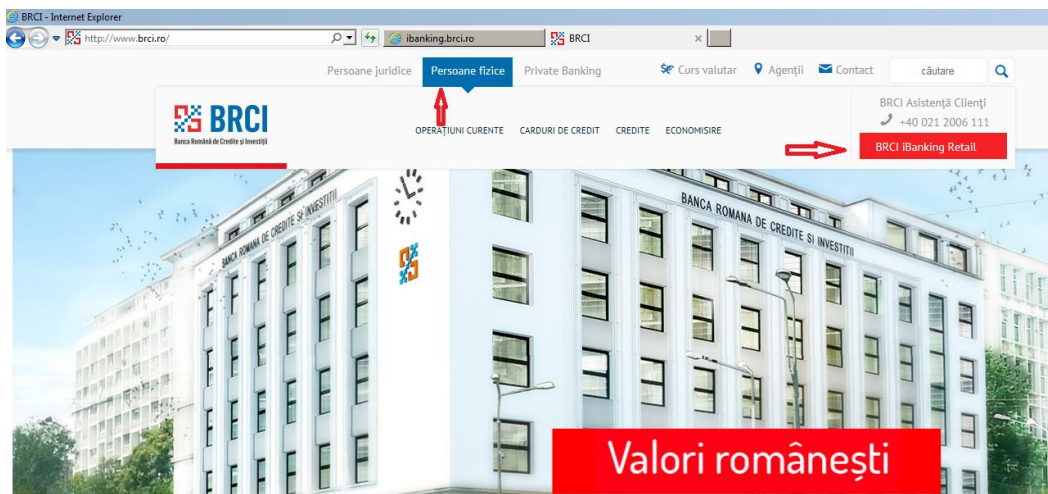 BRCI - Internet Explorer
http://www.brci.ro/
ibanking.brci.ro
BRCI
Persoane juridice
Persoane fizice
Private Banking
Curs valutar
Agenții
Contact
căutare
BRCI
Banca Română de Credite și Investiții
OPERAȚIUNI CURENTE
CARDURI DE CREDIT
CREDITE
ECONOMISIRE
BRCI Asistență Clienți
+40 021 2006 111
BRCI iBanking Retail
BANCA ROMANA DE CREDITE SI INVESTITII
BANCA ROMANA DE CREDITE SI INVESTITII
Valori românești